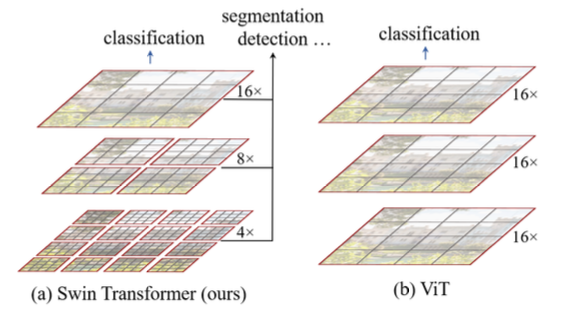 segmentation
classification
detection ...
classification
16×
8×
4×
16×
16×
16×
(a) Swin Transformer (ours)
(b) ViT